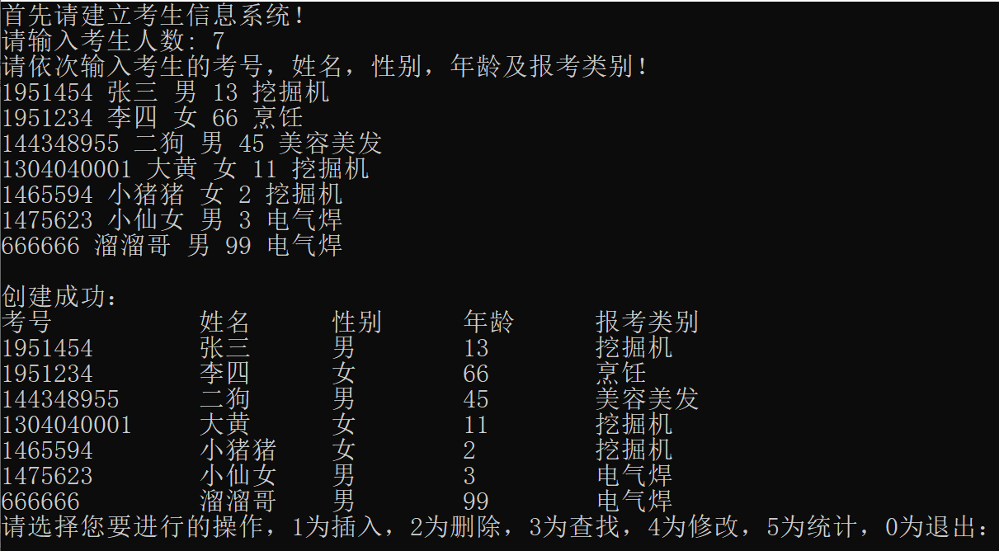 首先请建立考生信息系统！
请输入考生人数: 7
请依次输入考生的考号，姓名，性别，年龄及报考类别！
1951454 张三 男 13 挖掘机
1951234 李四 女 66 烹饪
144348955 二狗 男 45 美容美发
1304040001 大黄 女 11 挖掘机
1465594 小猪猪 女 2 挖掘机
1475623 小仙女 男 3 电气焊
666666 溜溜哥 男 99 电气焊
创建成功：
考号 姓名 性别 年龄 报考类别
1951454 张三 男 13 挖掘机
1951234 李四 女 66 烹饪
144348955 二狗 男 45 美容美发
1304040001 大黄 女 11 挖掘机
1465594 小猪猪 女 2 挖掘机
1475623 小仙女 男 3 电气焊
666666 溜溜哥 男 99 电气焊
请选择您要进行的操作，1为插入，2为删除，3为查找，4为修改，5为统计，0为退出：